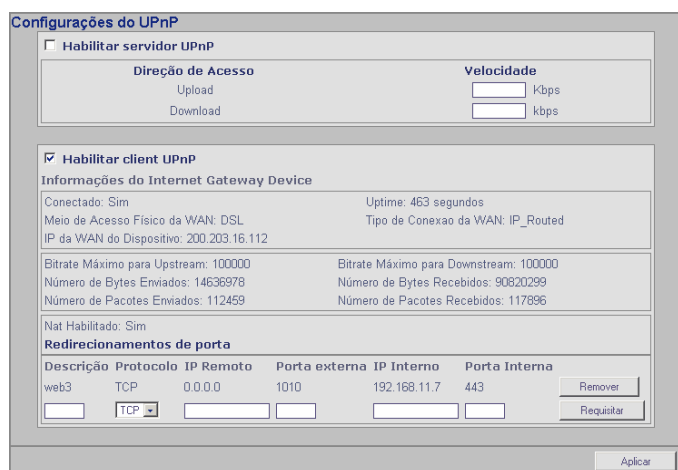 Configurações do UPnP
Habilitar servidor UPnP
Direção de Acesso Velocidade
Upload Kbps
Download kbps
Habilitar client UPnP
Informações do Internet Gateway Device
Conectado: Sim Uptime: 463 segundos
Meio de Acesso Físico da WAN: DSL Tipo de Conexao da WAN: IP_Routed
IP da WAN do Dispositivo: 200.203.16.112
Bitrate Máximo para Upstream: 100000 Bitrate Máximo para Downstream: 100000
Número de Bytes Enviados: 14636978 Número de Bytes Recebidos: 90820299
Número de Pacotes Enviados: 112459 Número de Pacotes Recebidos: 117896
Nat Habilitado: Sim
Redirecionamentos de porta
Descrição Protocolo IP Remoto Porta externa IP Interno Porta Interna
web3 TCP 0.0.0.0 1010 192.168.11.7 443 Remover
TCP Requisitar
Aplicar